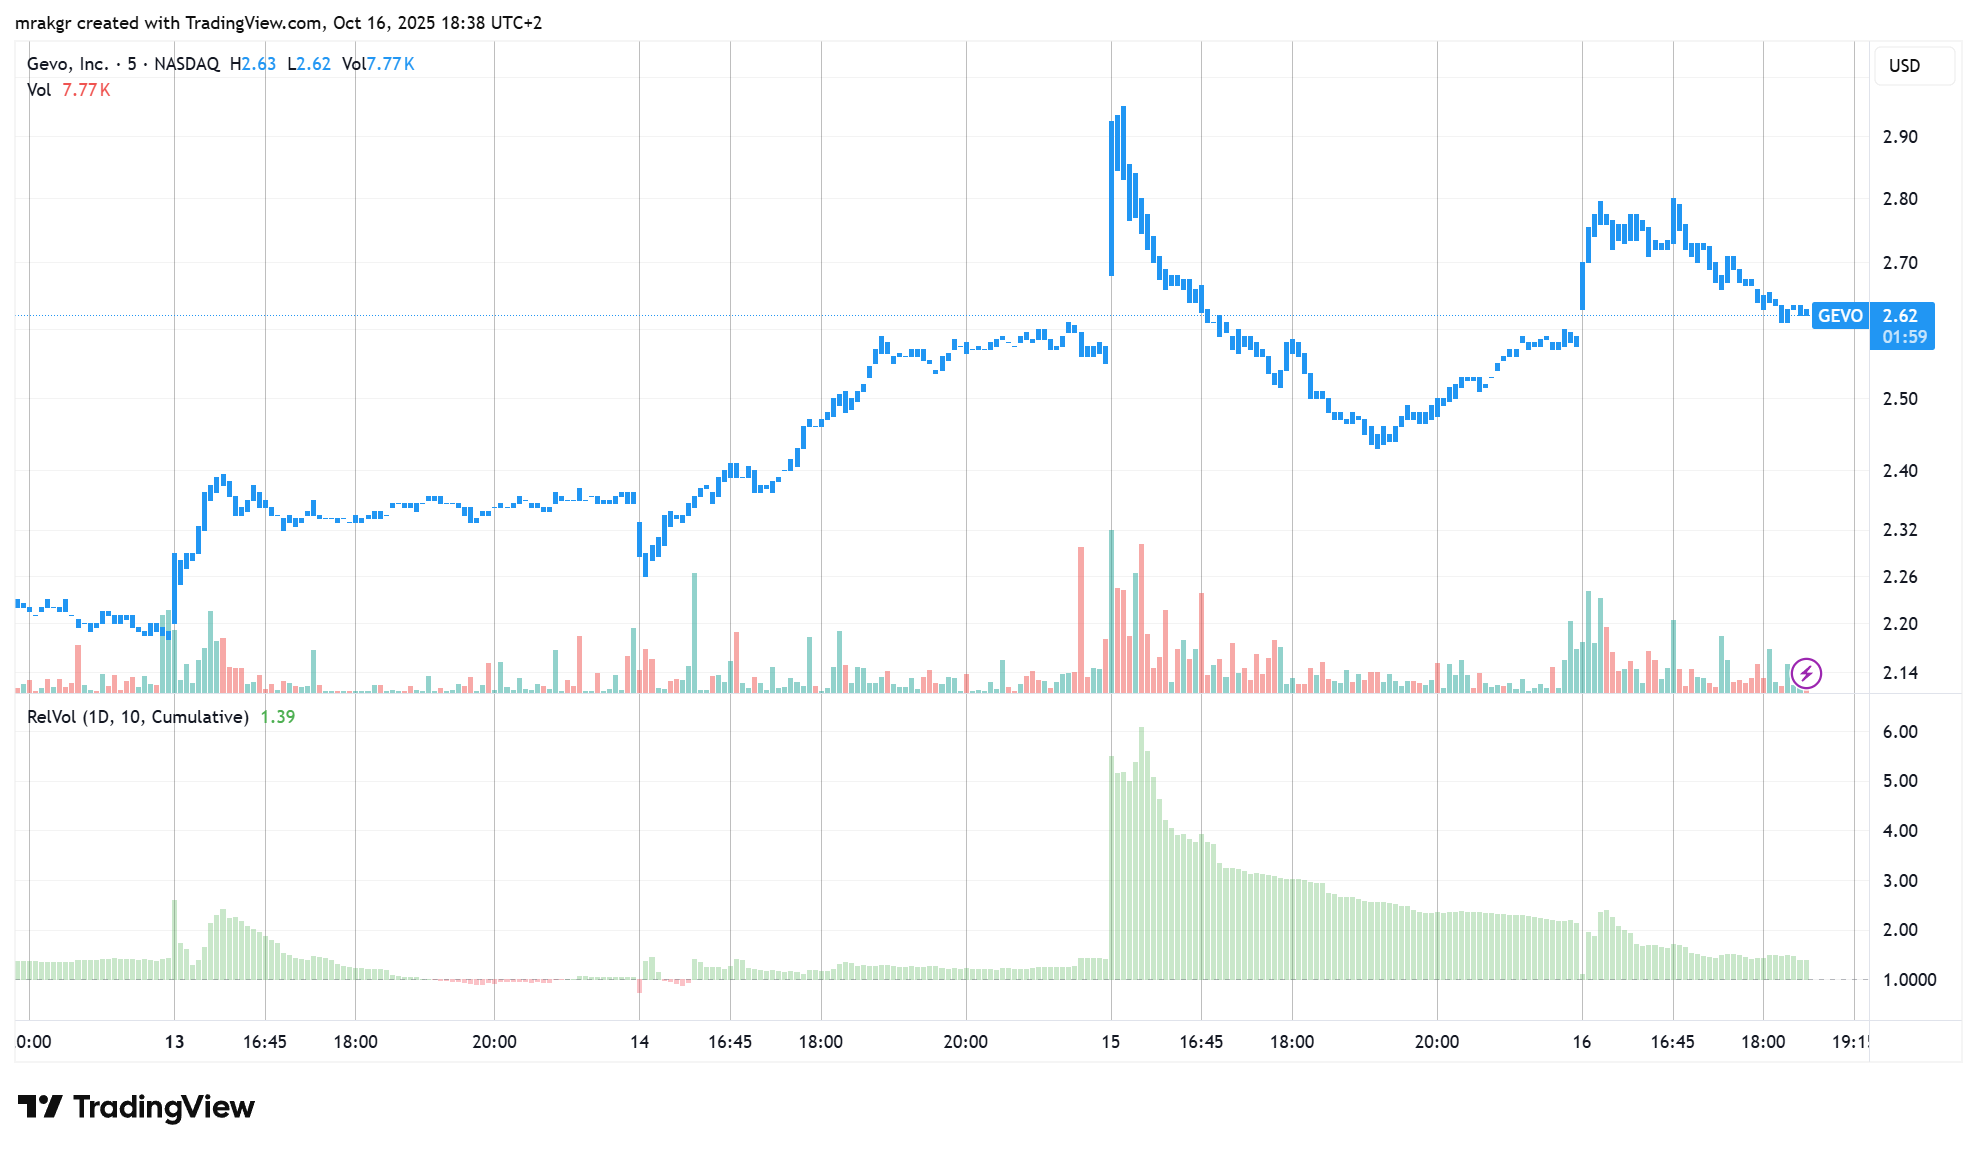 mrakgr created with TradingView.com, Oct 16, 2025 18:38 UTC+2
Gevo, Inc. · 5 · NASDAQ H2.63 L2.62 Vol7.77K
Vol 7.77K
USD
2.90
2.80
2.70
GEVO 2.62
01:59
2.50
2.40
2.32
2.26
2.20
2.14
RelVol (1D, 10, Cumulative) 1.39
6.00
5.00
4.00
3.00
2.00
1.0000
0:00 13 16:45 18:00 20:00 14 16:45 18:00 20:00 15 16:45 18:00 20:00 16 16:45 18:00 19:15
TradingView